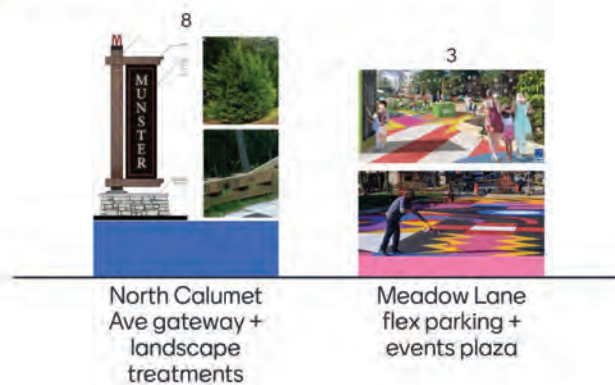 8
M
MUNSTER
North Calumet
Ave gateway +
landscape
treatments
3
Meadow Lane
flex parking +
events plaza